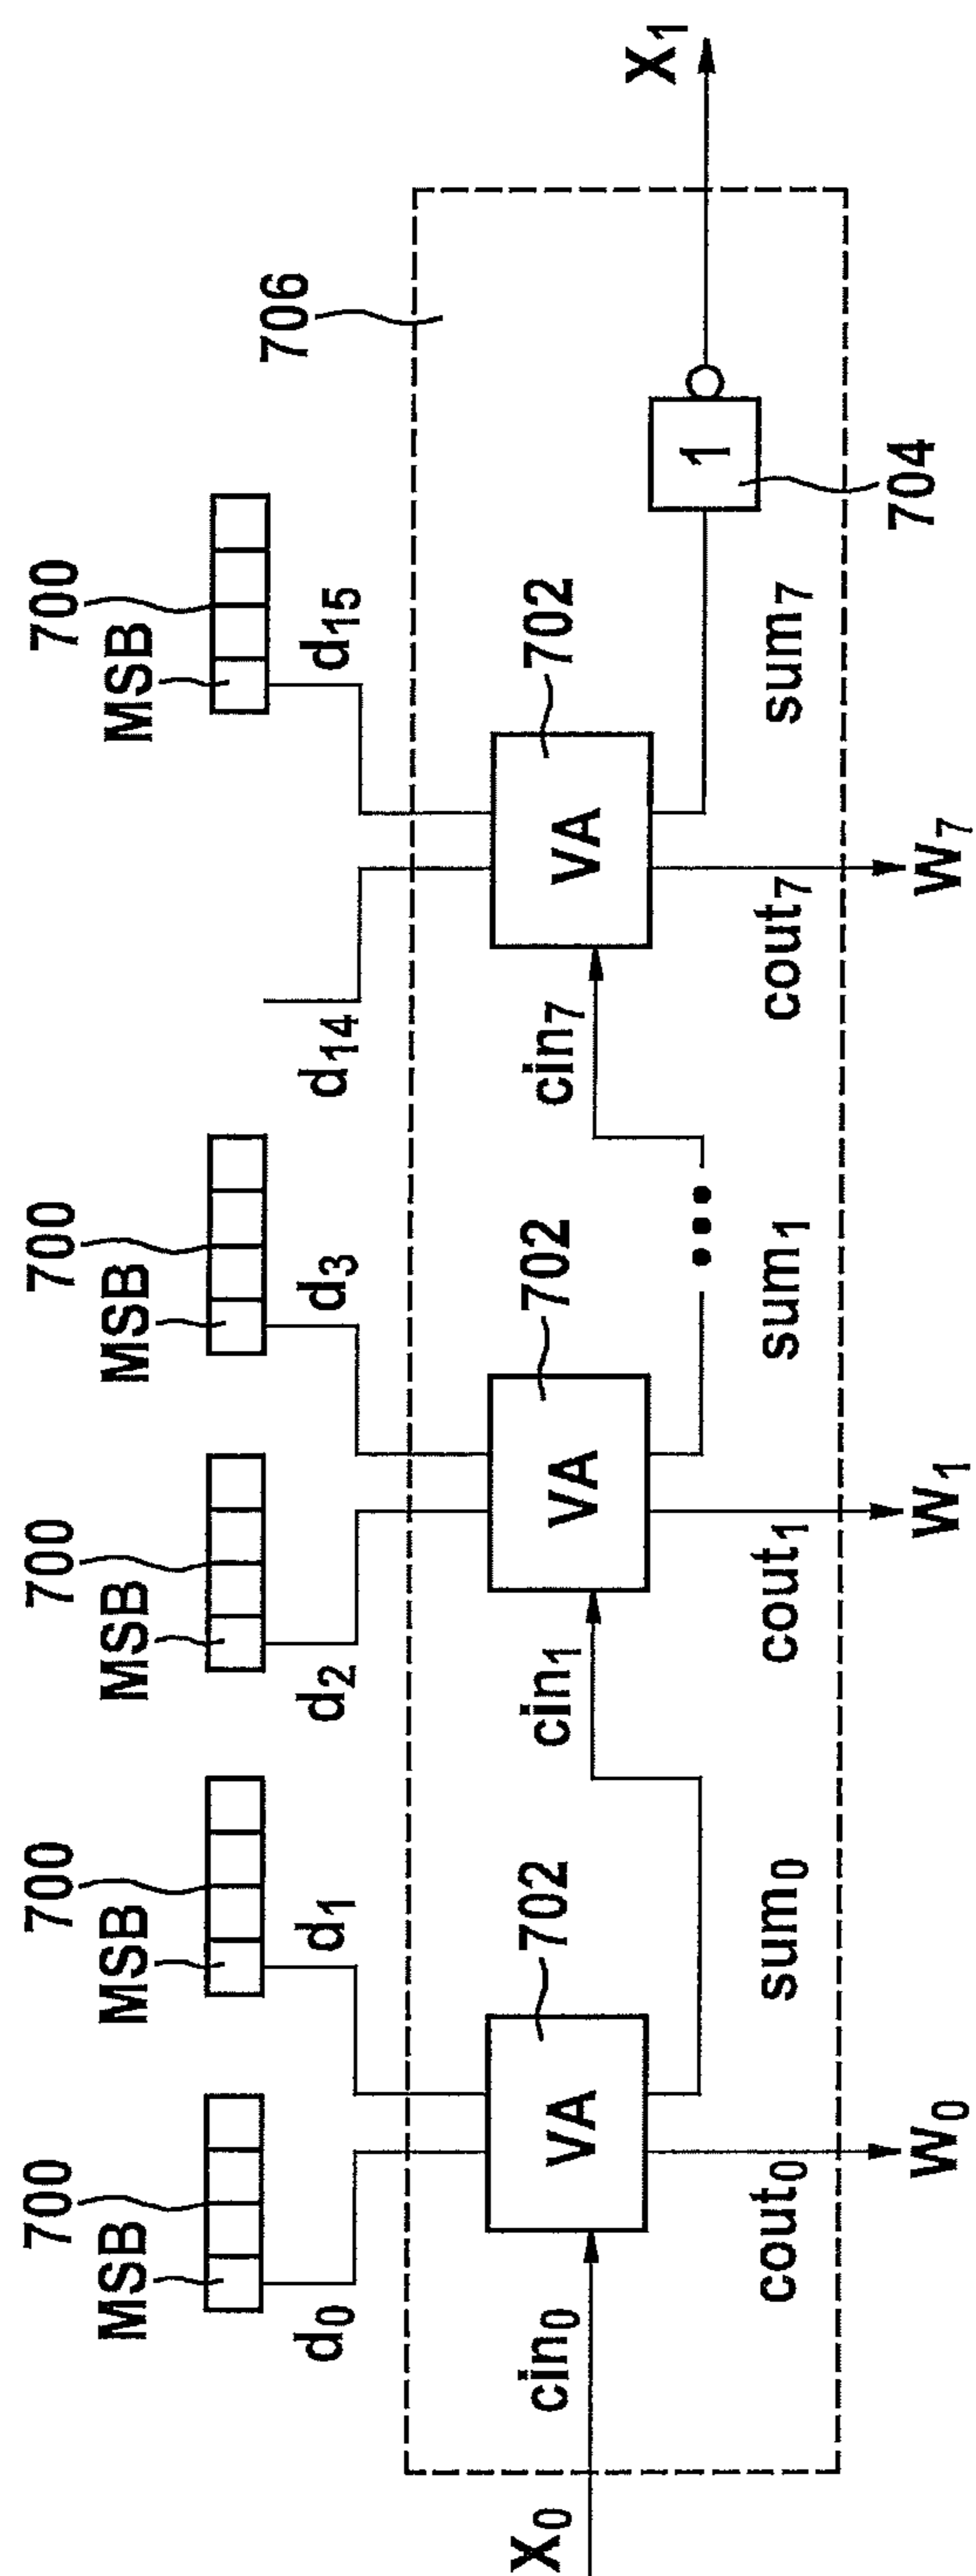 700 700 700 700 700
MSB MSB MSB MSB MSB
d₀ d₁ d₂ d₃ d₁₄ d₁₅
706
702 702 702
X₀ cin₀ VA cin₁ VA cin₇ VA 1 X₁
sum₀ sum₁ sum₇
cout₀ cout₁ cout₇
704
W₀ W₁ W₇